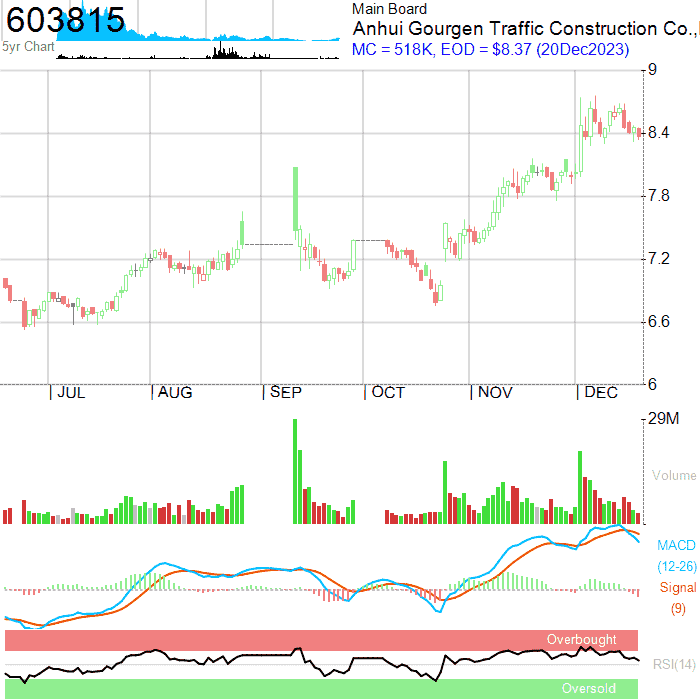 603815
5yr Chart
Main Board
Anhui Gourgen Traffic Construction Co.,
MC = 518K, EOD = $8.37 (20Dec2023)
9
8.4
7.8
7.2
6.6
6
JUL
AUG
SEP
OCT
NOV
DEC
29M
Volume
MACD
(12-26)
Signal
(9)
Overbought
RSI(14)
Oversold